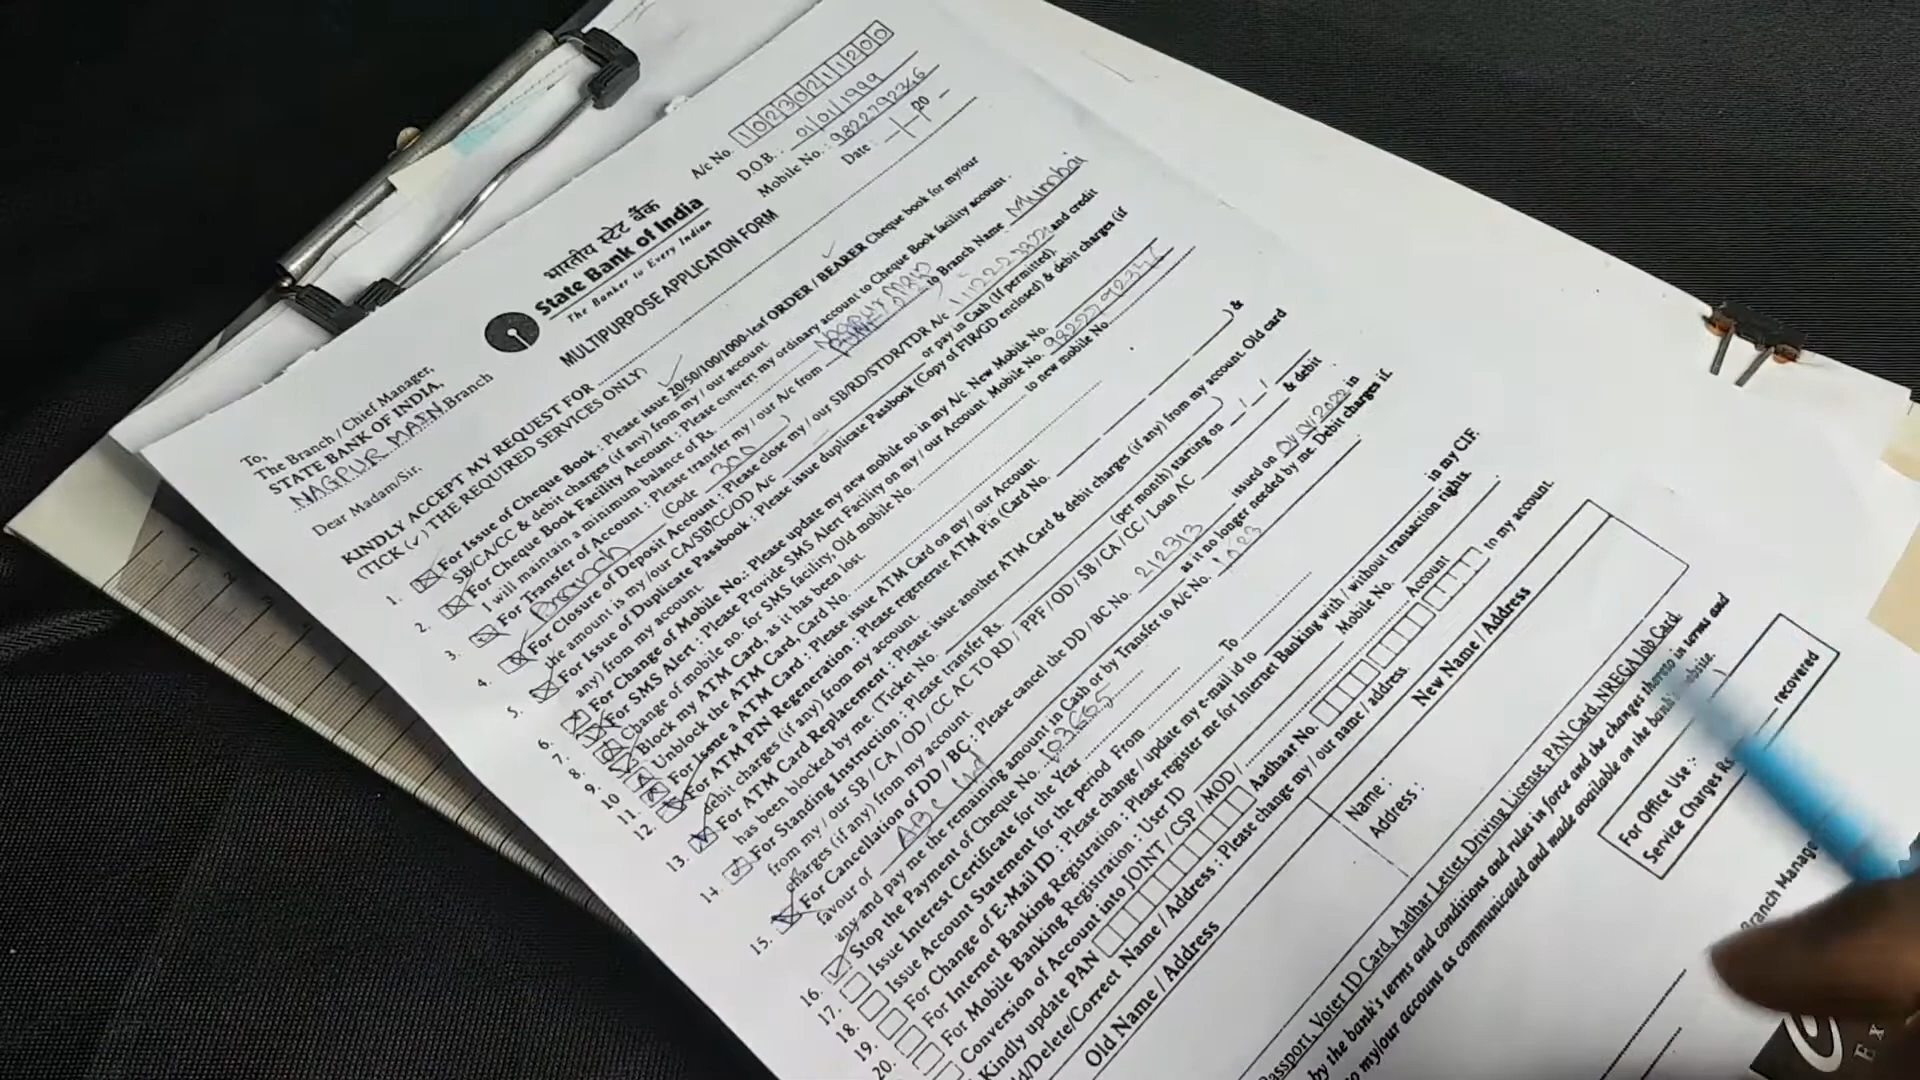 A/c No. 10230211200
D.O.B. : 01/01/1999
Mobile No. : 9822792346
Date : 20
भारतीय स्टेट बैंक
State Bank of India
The Banker to Every Indian
MULTIPURPOSE APPLICATON FORM
To,
The Branch / Chief Manager,
STATE BANK OF INDIA,
NAGPUR MAIN Branch
Dear Madam/Sir,
KINDLY ACCEPT MY REQUEST FOR
(TICK (✓) THE REQUIRED SERVICES ONLY)
1. For Issue of Cheque Book : Please issue 20/50/100/1000-leaf ORDER / BEARER Cheque book for my/our
SB/CA/CC & debit charges (if any) from my / our account.
2. For Cheque Book Facility Account : Please convert my ordinary account to Cheque Book facility account.
I will maintain a minimum balance of Rs.
3. For Transfer of Account : Please transfer my / our A/c from to Branch Name Mumbai
Branch (Code 300 )
4. For Closure of Deposit Account : Please close my / our SB/RD/STDR/TDR A/c and credit
the amount is my/our CA/SB/CC/OD A/c or pay in Cash (If permitted).
5. For Issue of Duplicate Passbook : Please issue duplicate Passbook (Copy of FIR/GD enclosed) & debit charges (if
any) from my account.
6. For Change of Mobile No.: Please update my new mobile no in my A/c. New Mobile No.
7. For SMS Alert : Please Provide SMS Alert Facility on my / our Account. Mobile No. 9822792346
8. Change of mobile no. for SMS facility, Old mobile No. to new mobile No.
9. Block my ATM Card, as it has been lost.
10. Unblock the ATM Card, Card No.
11. For Issue a ATM Card : Please issue ATM Card on my / our Account.
12. For ATM PIN Regeneration : Please regenerate ATM Pin (Card No. ) &
debit charges (if any) from my account.
13. For ATM Card Replacement : Please issue another ATM Card & debit charges (if any) from my account. Old card
has been blocked by me. (Ticket No. )
14. For Standing Instruction : Please transfer Rs. (per month) starting on / /
from my / our SB / CA / OD / CC AC TO RD / PPF / OD / SB / CA / CC / Loan AC & debit
charges (if any) from my account.
15. For Cancellation of DD / BC : Please cancel the DD / BC No. 212313 issued on 01/01/2022 in
favour of ABC as it no longer needed by me. Debit charges if.
any and pay me the remaining amount in Cash or by Transfer to A/c No.
16. Stop the Payment of Cheque No.
17. Issue Interest Certificate for the Year
18. Issue Account Statement for the period From To
19. For Change of E-Mail ID : Please change / update my e-mail id to
20. For Internet Banking Registration : Please register me for Internet Banking with / without transaction rights.
For Mobile Banking Registration : User ID Mobile No. in my CIF.
Conversion of Account into JOINT / CSP / MOD / Account
Kindly update PAN Aadhaar No. to my account.
Delete/Correct Name / Address : Please change my / our name / address.
Old Name / Address
New Name / Address
Name :
Address :
Passport, Voter ID Card, Aadhar Letter, Driving License, PAN Card, NREGA Job Card
by the bank's terms and conditions and rules in force and the changes thereto in terms and
to my/our accounts as communicated and made available on the bank's website.
For Office Use :-
Service Charges Rs. recovered